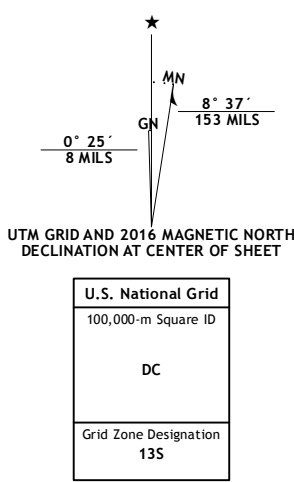 ★
MN
GN
8° 37´
153 MILS
0° 25´
8 MILS
UTM GRID AND 2016 MAGNETIC NORTH
DECLINATION AT CENTER OF SHEET
U.S. National Grid
100,000-m Square ID
DC
Grid Zone Designation
13S